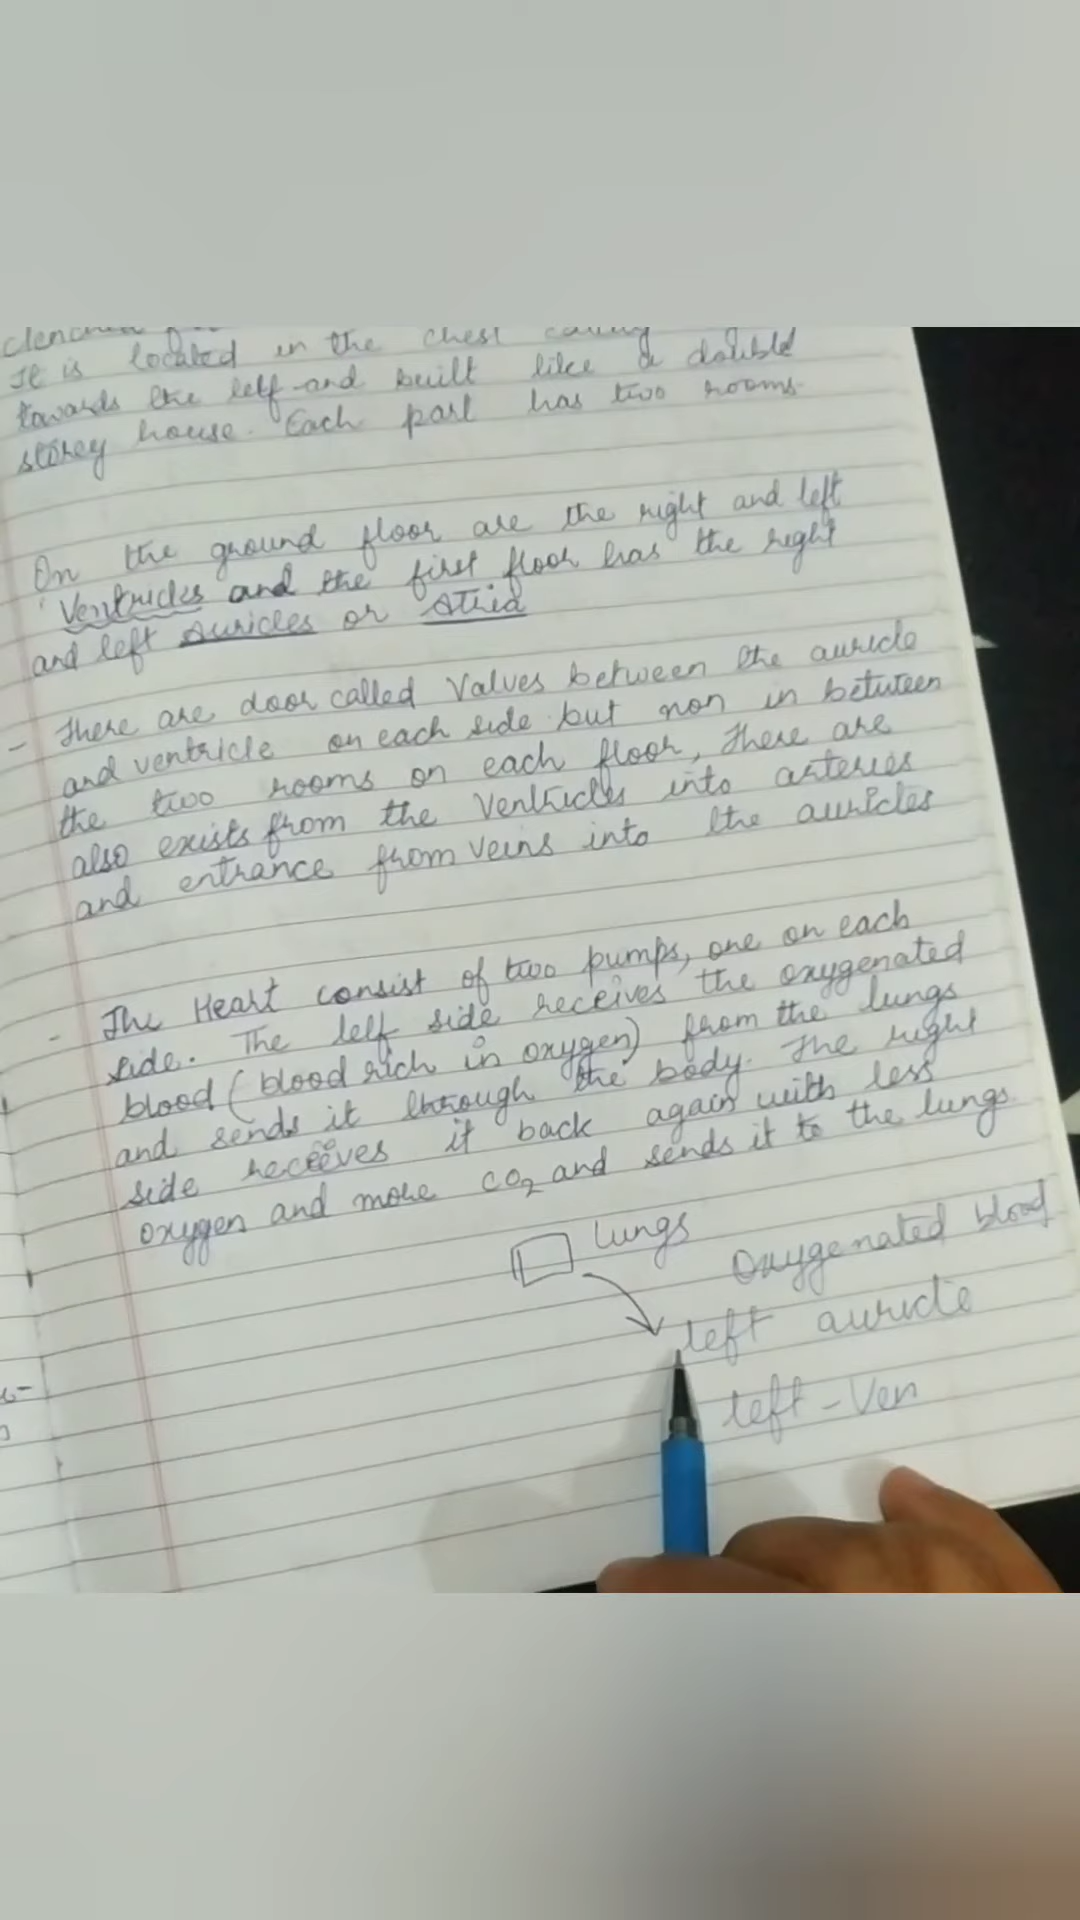 It is located in the chest
towards the lelf and built like a double
storey house. Each part has two rooms.
On the ground floor are the right and left
Ventricles and the first floor has the right
and left auricles or atria
- There are door called Valves between the auricle
and ventricle on each side but non in between
the two rooms on each floor, There are
also exists from the Ventricles into arteries
and entrance from veins into the auricles
- The Heart consist of two pumps, one on each
side. The lelf side receives the oxygenated
blood (blood rich in oxygen) from the lungs
and sends it through the body. The right
side receeves it back again with less
oxygen and more CO2 and sends it to the lungs.
lungs
Oxygenated blood
left auricle
left - Ven